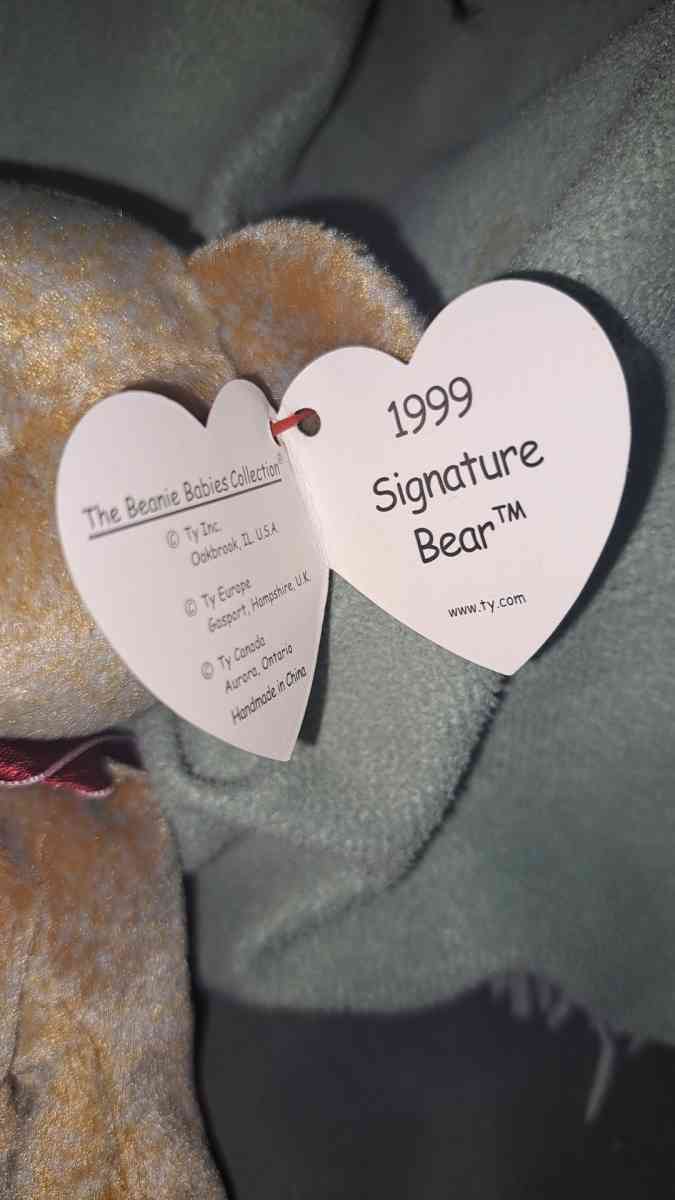 The Beanie Babies Collection®
© Ty Inc.
Oakbrook, IL. U.S.A.
© Ty Europe
Gasport, Hampshire, U.K.
© Ty Canada
Aurora, Ontario
Handmade in China
1999
Signature
Bear™
www.ty.com